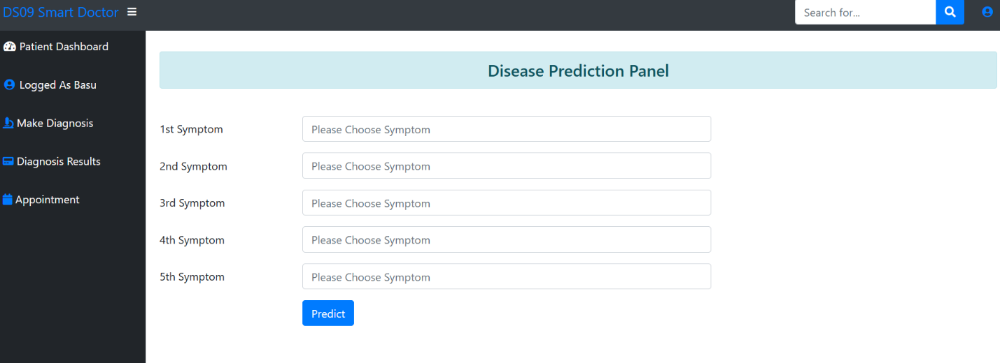 DS09 Smart Doctor
Search for...
Patient Dashboard
Logged As Basu
Make Diagnosis
Diagnosis Results
Appointment
Disease Prediction Panel
1st Symptom Please Choose Symptom
2nd Symptom Please Choose Symptom
3rd Symptom Please Choose Symptom
4th Symptom Please Choose Symptom
5th Symptom Please Choose Symptom
Predict